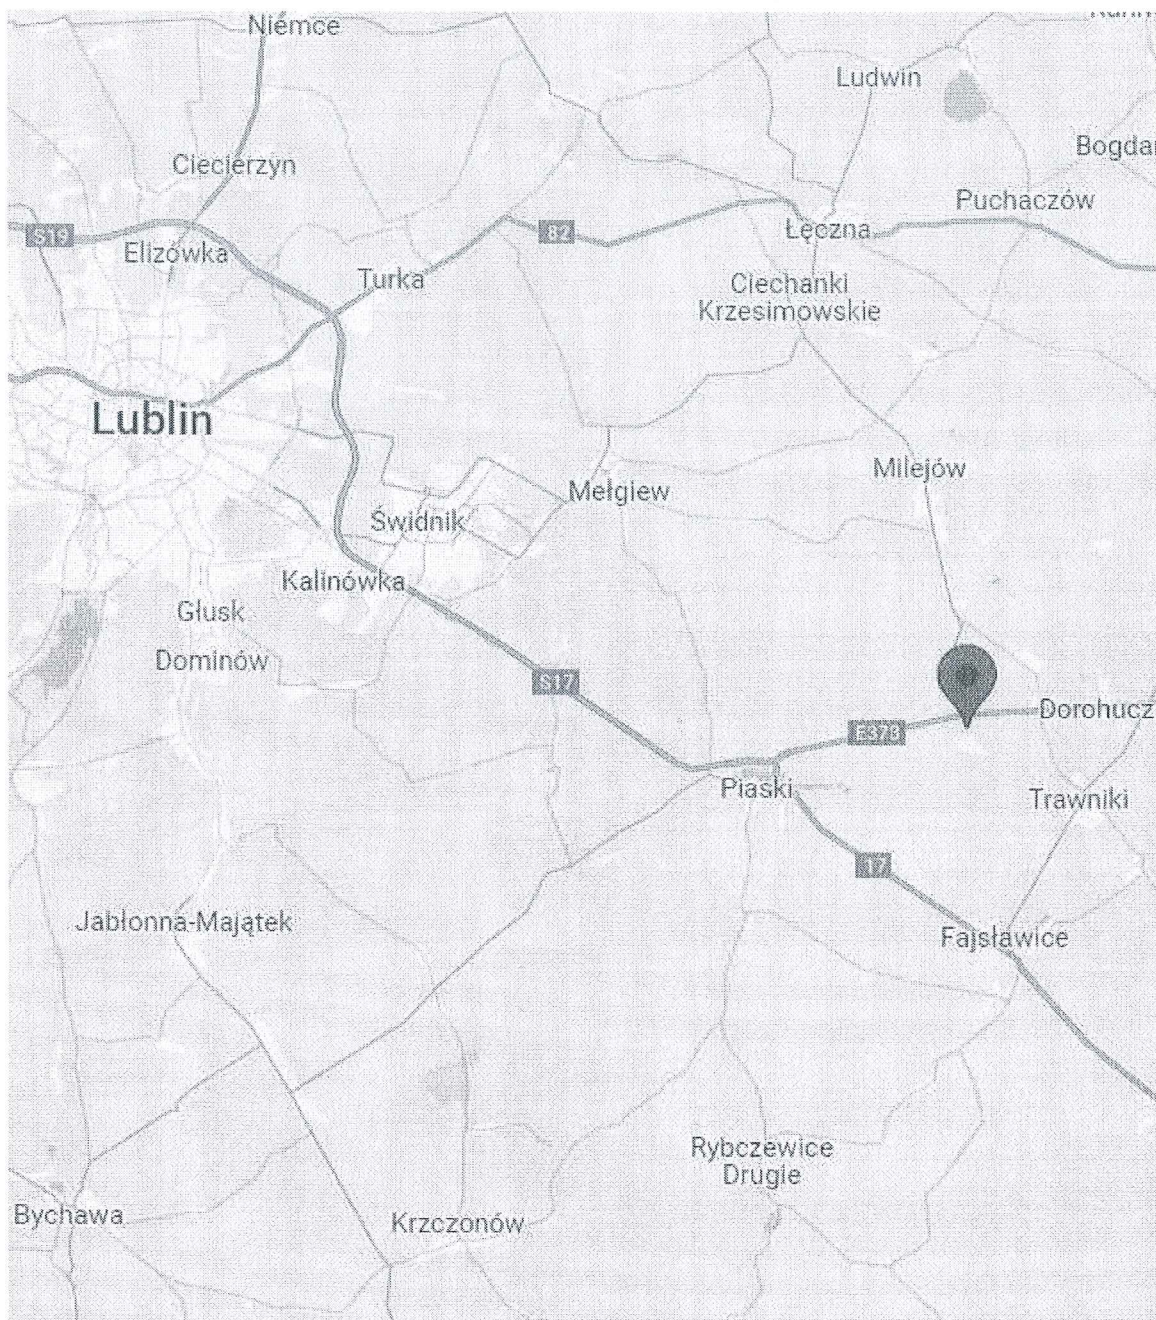 Niemce
Ludwin
Ciecierzyn
Puchaczów
S19
82
Łęczna
Elizówka
Turka
Ciechanki
Krzesimowskie
Lublin
Milejów
Mełgiew
Świdnik
Kalinówka
Głusk
Dominów
S17
Dorohucz
E373
Piaski
Trawniki
17
Jabłonna-Majątek
Fajsławice
Rybczewice
Drugie
Bychawa
Krzczonów